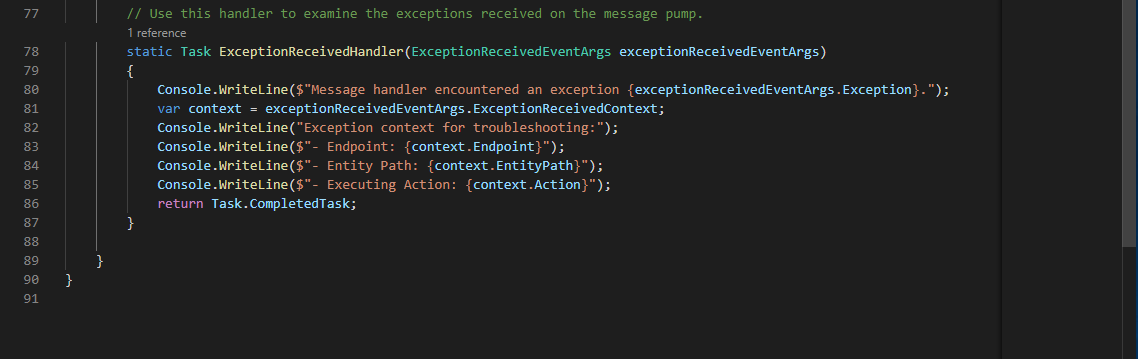 77 // Use this handler to examine the exceptions received on the message pump.
1 reference
78 static Task ExceptionReceivedHandler(ExceptionReceivedEventArgs exceptionReceivedEventArgs)
79 {
80 Console.WriteLine($"Message handler encountered an exception {exceptionReceivedEventArgs.Exception}.");
81 var context = exceptionReceivedEventArgs.ExceptionReceivedContext;
82 Console.WriteLine("Exception context for troubleshooting:");
83 Console.WriteLine($"- Endpoint: {context.Endpoint}");
84 Console.WriteLine($"- Entity Path: {context.EntityPath}");
85 Console.WriteLine($"- Executing Action: {context.Action}");
86 return Task.CompletedTask;
87 }
88
89 }
90 }
91